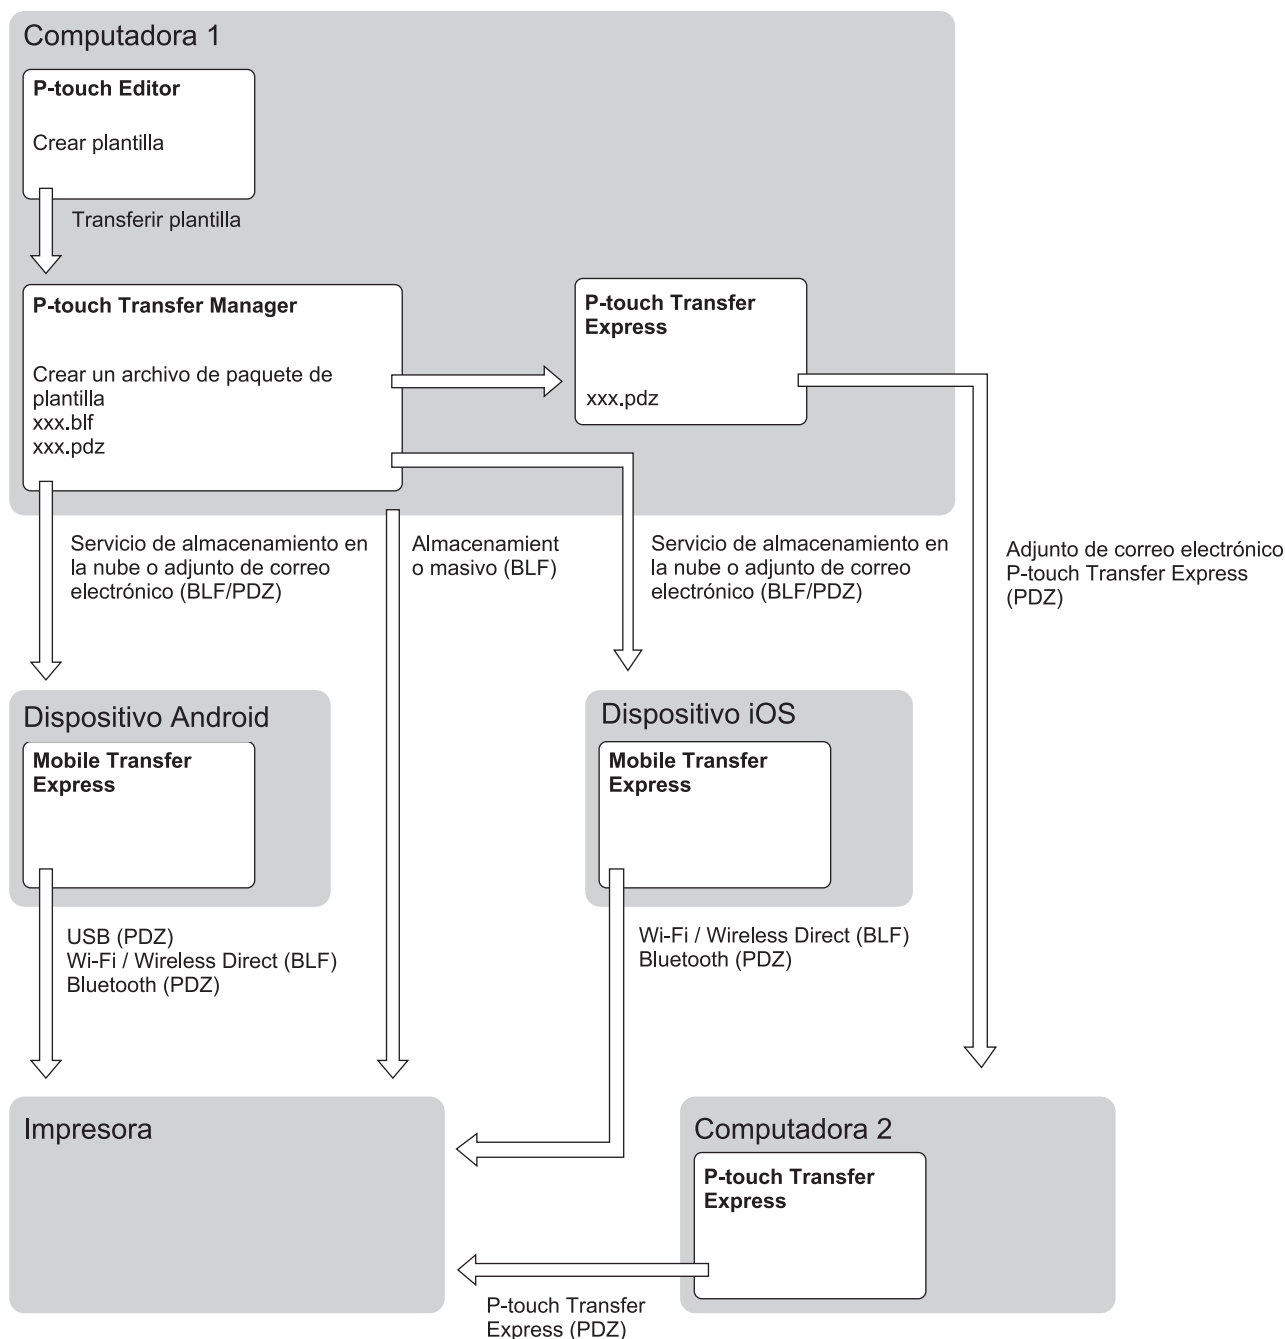 Computadora 1
P-touch Editor
Crear plantilla
Transferir plantilla
P-touch Transfer Manager
Crear un archivo de paquete de
plantilla
xxx.blf
xxx.pdz
P-touch Transfer
Express
xxx.pdz
Servicio de almacenamiento en
la nube o adjunto de correo
electrónico (BLF/PDZ)
Almacenamient
o masivo (BLF)
Servicio de almacenamiento en
la nube o adjunto de correo
electrónico (BLF/PDZ)
Adjunto de correo electrónico
P-touch Transfer Express
(PDZ)
Dispositivo Android
Mobile Transfer
Express
Dispositivo iOS
Mobile Transfer
Express
USB (PDZ)
Wi-Fi / Wireless Direct (BLF)
Bluetooth (PDZ)
Wi-Fi / Wireless Direct (BLF)
Bluetooth (PDZ)
Impresora
Computadora 2
P-touch Transfer
Express
P-touch Transfer
Express (PDZ)